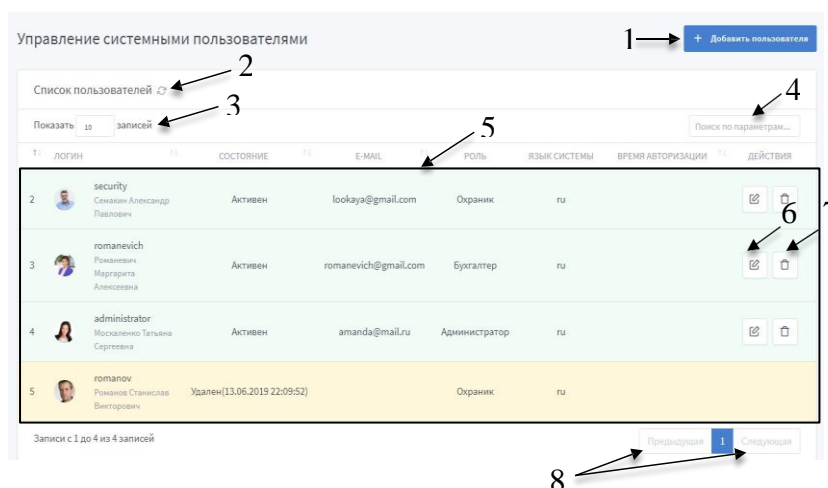 Управление системными пользователями
1
+ Добавить пользователя
2
Список пользователей
3
4
Показать 10 записей
Поиск по параметрам...
5
ЛОГИН СОСТОЯНИЕ E-MAIL РОЛЬ ЯЗЫК СИСТЕМЫ ВРЕМЯ АВТОРИЗАЦИИ ДЕЙСТВИЯ
security
2 Семакин Александр Активен lookaya@gmail.com Охраник ru
Павлович
6 7
romanevich
Романевич
3 Маргарита Активен romanevich@gmail.com Бухгалтер ru
Алексеевна
administrator
4 Москаленко Татьяна Активен amanda@mail.ru Администратор ru
Сергеевна
romanov
5 Романов Станислав Удален(13.06.2019 22:09:52) Охраник ru
Викторович
Записи с 1 до 4 из 4 записей
Предыдущая 1 Следующая
8